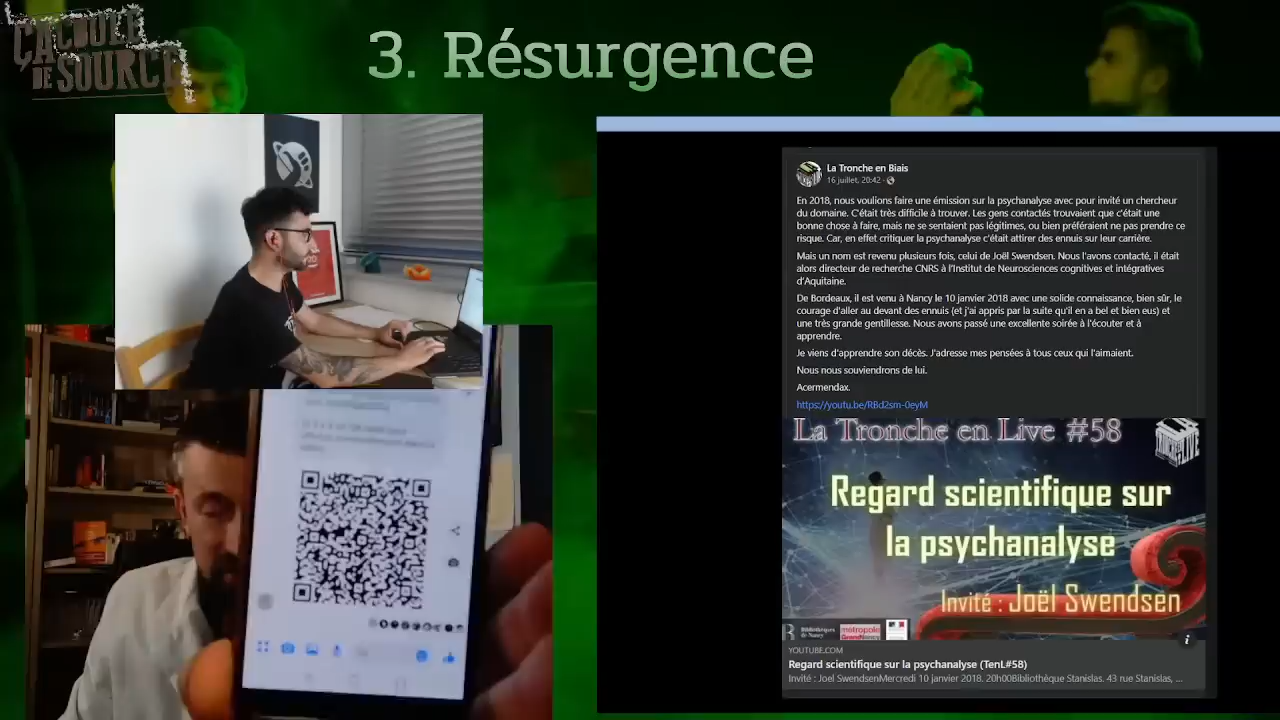 ÇA COULE
DE SOURCE
3. Résurgence
La Tronche en Biais
16 juillet, 20:42 ·
En 2018, nous voulions faire une émission sur la psychanalyse avec pour invité un chercheur
du domaine. C'était très difficile à trouver. Les gens contactés trouvaient que c'était une
bonne chose à faire, mais ne se sentaient pas légitimes, ou bien préféraient ne pas prendre ce
risque. Car, en effet critiquer la psychanalyse c'était attirer des ennuis sur leur carrière.
Mais un nom est revenu plusieurs fois, celui de Joël Swendsen. Nous l'avons contacté, il était
alors directeur de recherche CNRS à l'Institut de Neurosciences cognitives et intégratives
d'Aquitaine.
De Bordeaux, il est venu à Nancy le 10 janvier 2018 avec une solide connaissance, bien sûr, le
courage d'aller au devant des ennuis (et j'ai appris par la suite qu'il en a bel et bien eus) et
une très grande gentillesse. Nous avons passé une excellente soirée à l'écouter et à
apprendre.
Je viens d'apprendre son décès. J'adresse mes pensées à tous ceux qui l'aimaient.
Nous nous souviendrons de lui.
Acermendax.
https://youtu.be/RBd2sm-0eyM
La Tronche en Live #58
Regard scientifique sur
la psychanalyse
Invité : Joël Swendsen
Bibliothèques
de Nancy
métropole
GrandNancy
YOUTUBE.COM
Regard scientifique sur la psychanalyse (TenL#58)
Invité : Joel SwendsenMercredi 10 janvier 2018. 20h00Bibliothèque Stanislas. 43 rue Stanislas, ...